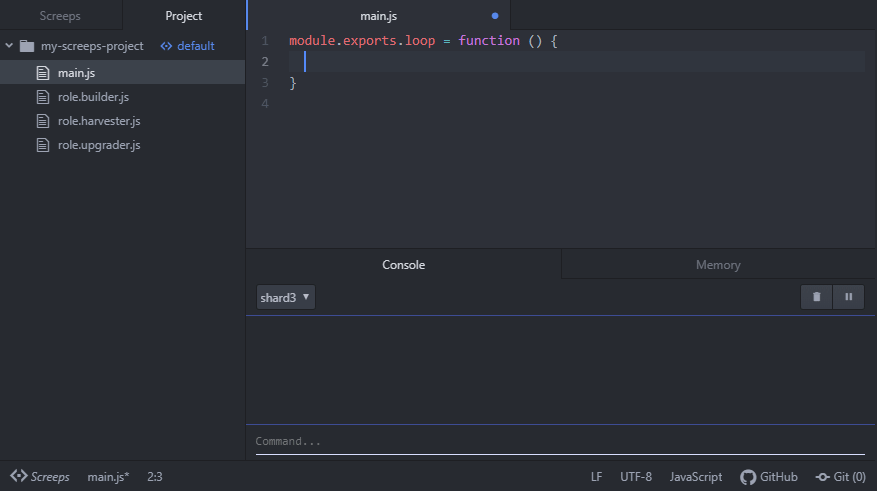 Screeps Project main.js
my-screeps-project default
main.js
role.builder.js
role.harvester.js
role.upgrader.js
1 module.exports.loop = function () {
2
3 }
4
Console Memory
shard3
Command...
Screeps main.js* 2:3 LF UTF-8 JavaScript GitHub Git (0)